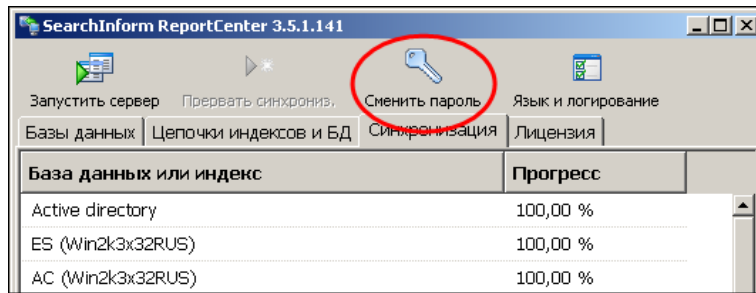 SearchInform ReportCenter 3.5.1.141
Запустить сервер Прервать синхрониз. Сменить пароль Язык и логирование
Базы данных Цепочки индексов и БД Синхронизация Лицензия
База данных или индекс Прогресс
Active directory 100,00 %
ES (Win2k3x32RUS) 100,00 %
AC (Win2k3x32RUS) 100,00 %